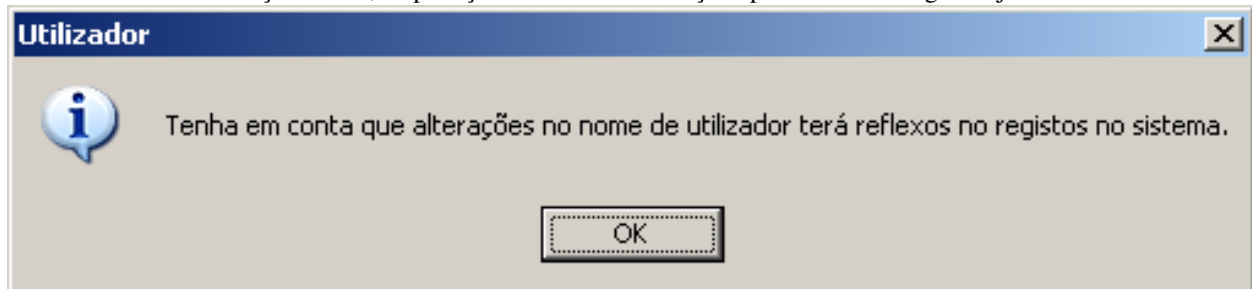 Utilizador
Tenha em conta que alterações no nome de utilizador terá reflexos no registos no sistema.
OK